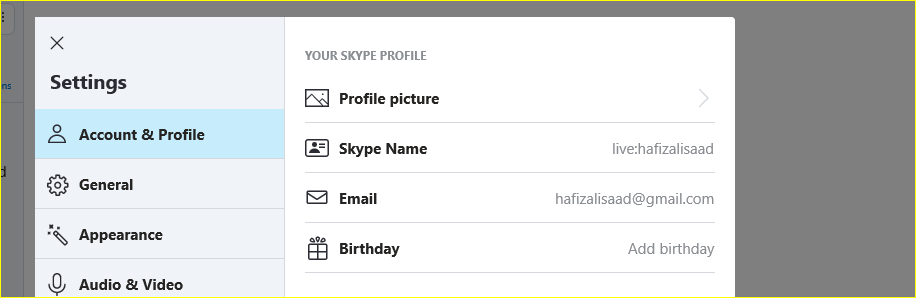 ns
Settings
Account & Profile
General
Appearance
Audio & Video
YOUR SKYPE PROFILE
Profile picture
Skype Name live:hafizalisaad
Email hafizalisaad@gmail.com
Birthday Add birthday